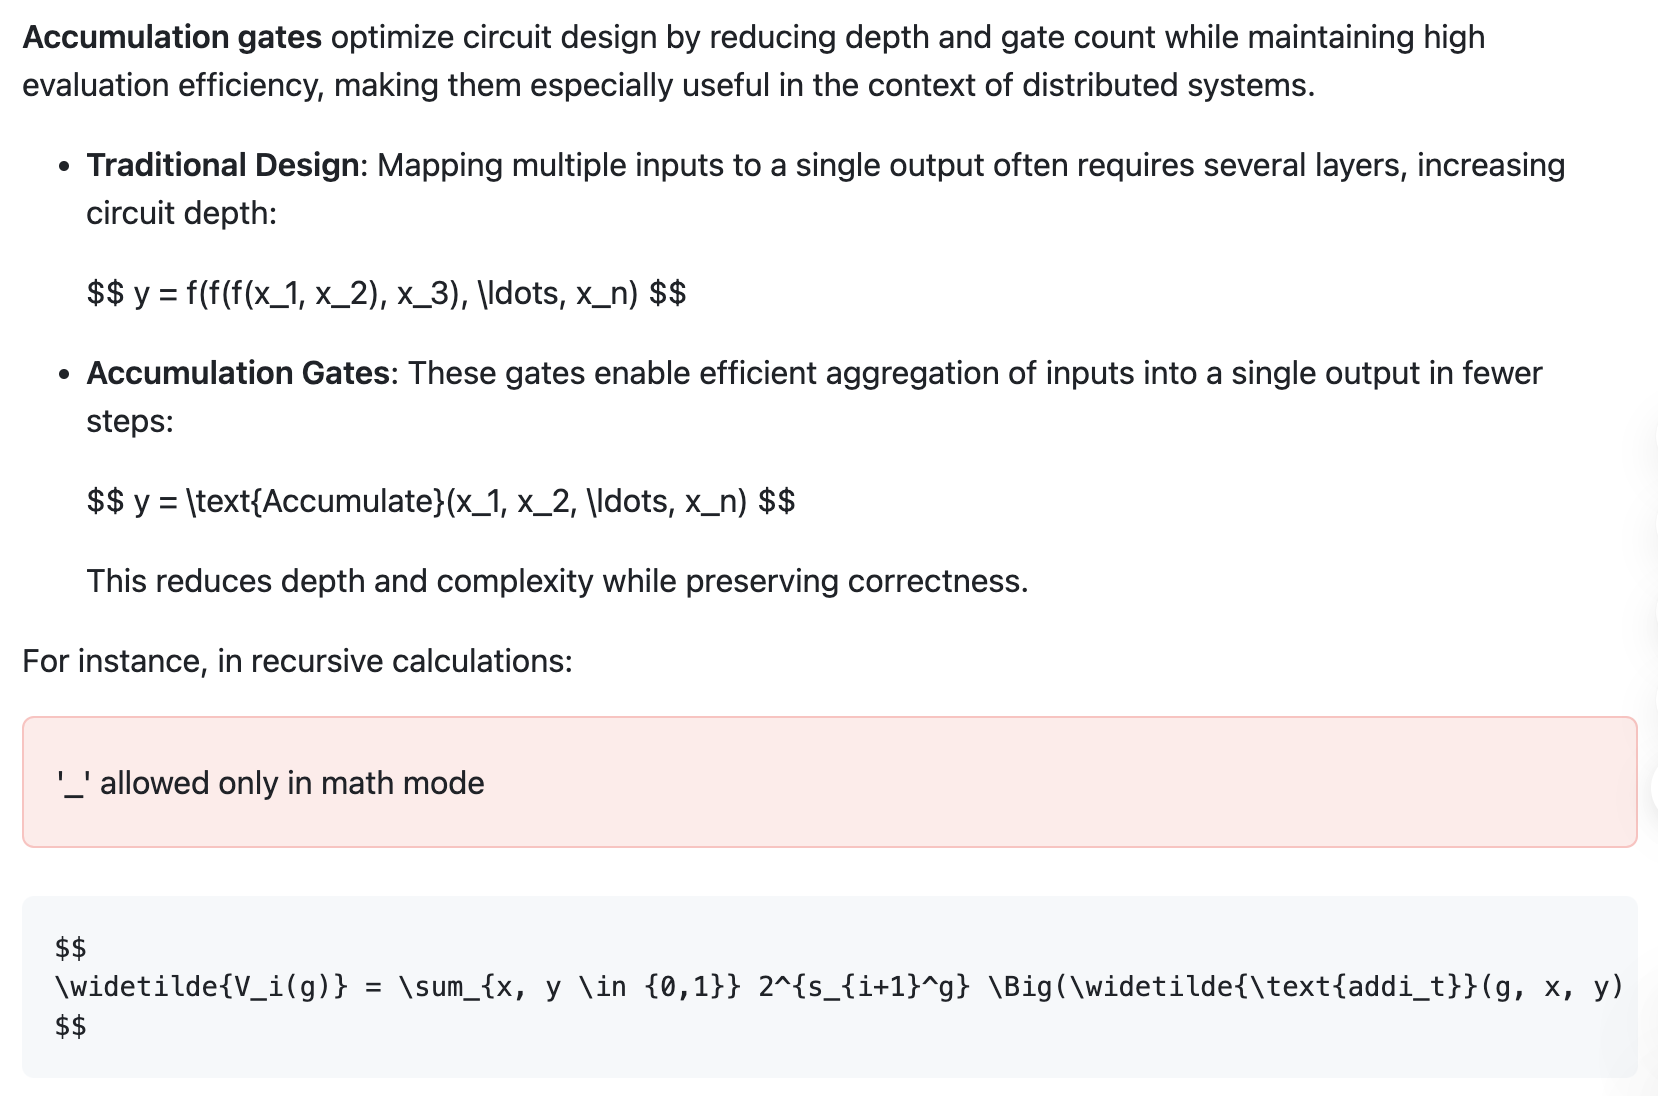 Accumulation gates optimize circuit design by reducing depth and gate count while maintaining high
evaluation efficiency, making them especially useful in the context of distributed systems.
• Traditional Design: Mapping multiple inputs to a single output often requires several layers, increasing
circuit depth:
$$ y = f(f(f(x_1, x_2), x_3), \ldots, x_n) $$
• Accumulation Gates: These gates enable efficient aggregation of inputs into a single output in fewer
steps:
$$ y = \text{Accumulate}(x_1, x_2, \ldots, x_n) $$
This reduces depth and complexity while preserving correctness.
For instance, in recursive calculations:
'_' allowed only in math mode
$$
\widetilde{V_i(g)} = \sum_{x, y \in {0,1}} 2^{s_{i+1}^g} \Big(\widetilde{\text{addi_t}}(g, x, y)
$$